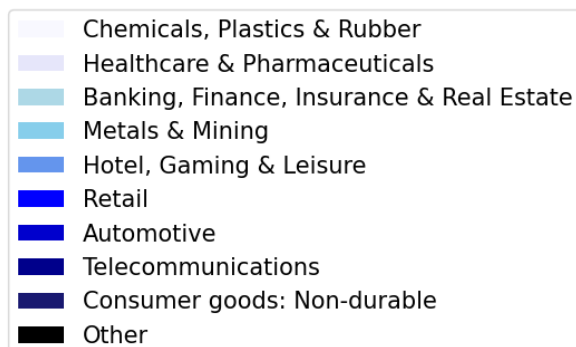 Chemicals, Plastics & Rubber
Healthcare & Pharmaceuticals
Banking, Finance, Insurance & Real Estate
Metals & Mining
Hotel, Gaming & Leisure
Retail
Automotive
Telecommunications
Consumer goods: Non-durable
Other